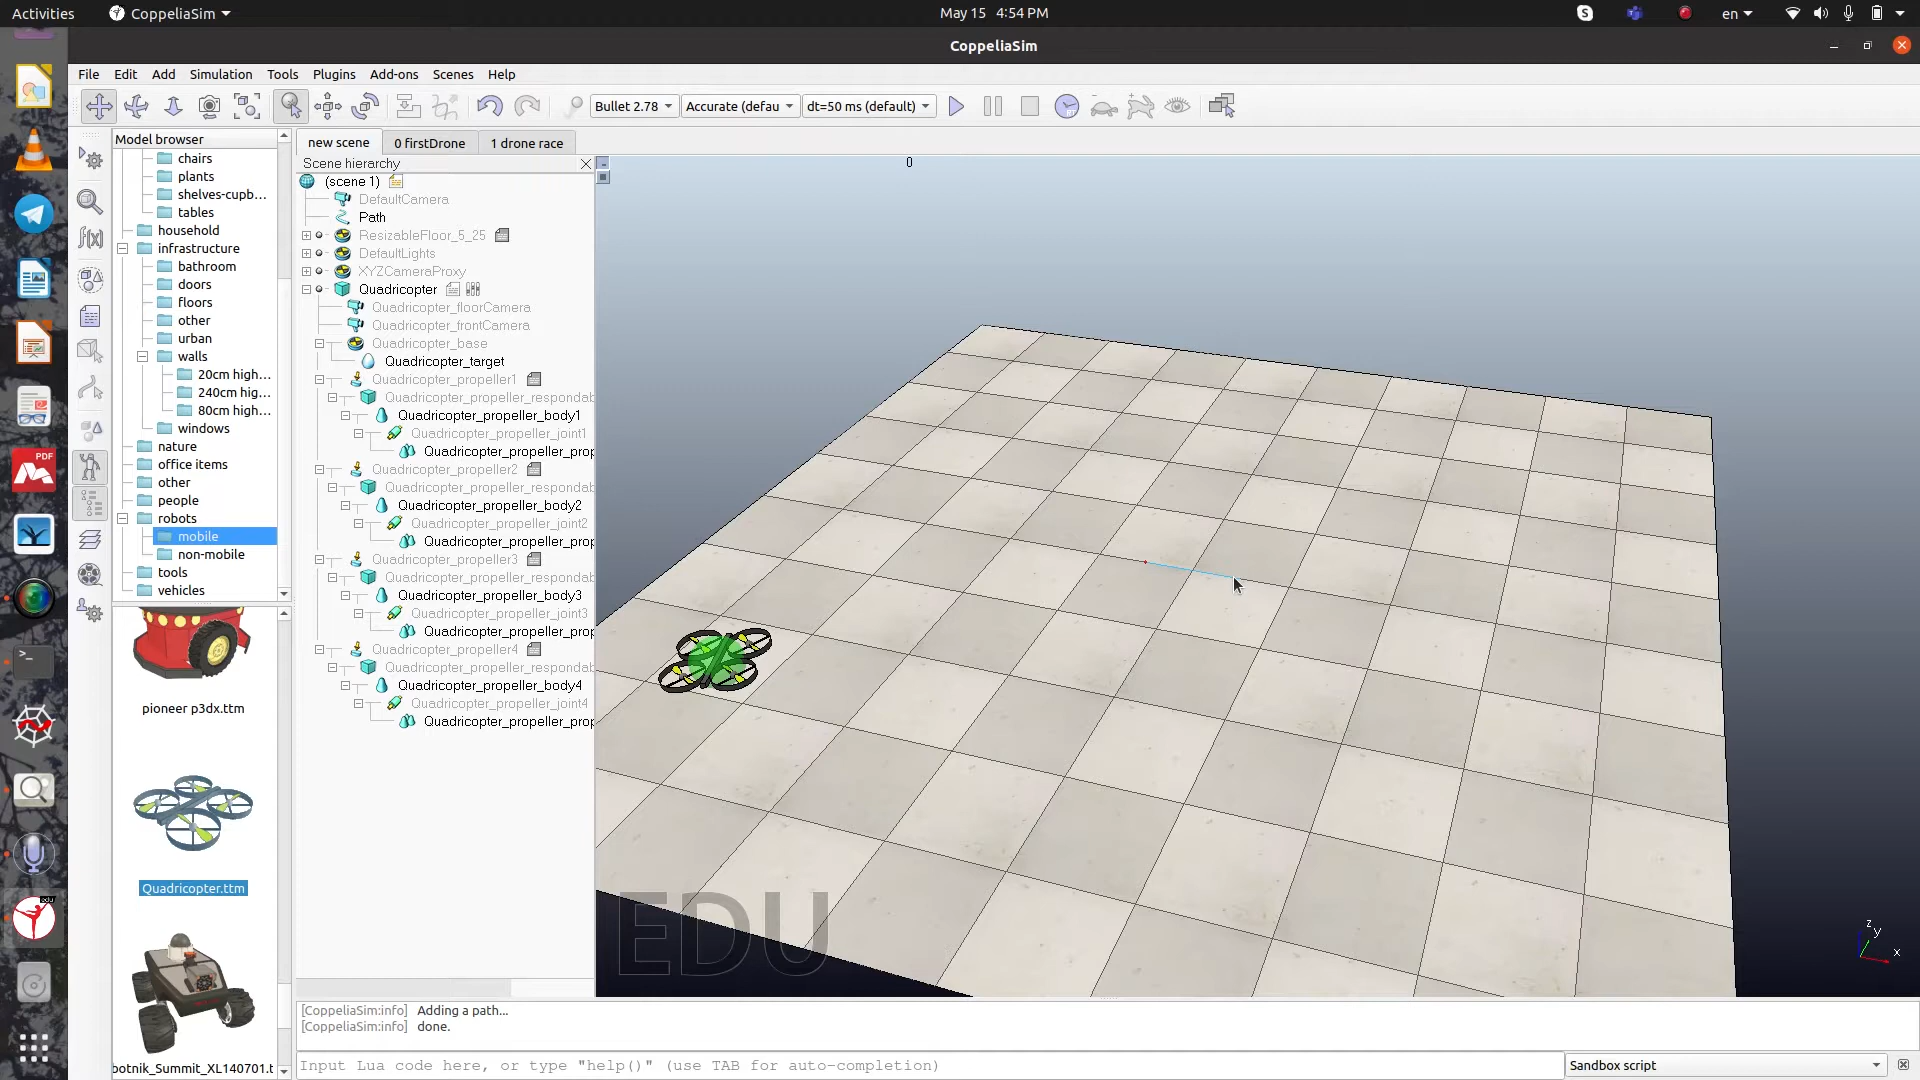 Activities
CoppeliaSim
May 15 4:54 PM
en
CoppeliaSim
File Edit Add Simulation Tools Plugins Add-ons Scenes Help
Bullet 2.78
Accurate (defau
dt=50 ms (default)
Model browser
chairs
plants
shelves-cupb...
tables
household
infrastructure
bathroom
doors
floors
other
urban
walls
20cm high...
240cm hig...
80cm high...
windows
nature
office items
other
people
robots
mobile
non-mobile
tools
vehicles
pioneer p3dx.ttm
Quadricopter.ttm
botnik_Summit_XL140701.t
new scene
0 firstDrone
1 drone race
Scene hierarchy
(scene 1)
DefaultCamera
Path
ResizableFloor_5_25
DefaultLights
XYZCameraProxy
Quadricopter
Quadricopter_floorCamera
Quadricopter_frontCamera
Quadricopter_base
Quadricopter_target
Quadricopter_propeller1
Quadricopter_propeller_respondab
Quadricopter_propeller_body1
Quadricopter_propeller_joint1
Quadricopter_propeller_prop
Quadricopter_propeller2
Quadricopter_propeller_respondab
Quadricopter_propeller_body2
Quadricopter_propeller_joint2
Quadricopter_propeller_prop
Quadricopter_propeller3
Quadricopter_propeller_respondab
Quadricopter_propeller_body3
Quadricopter_propeller_joint3
Quadricopter_propeller_prop
Quadricopter_propeller4
Quadricopter_propeller_respondab
Quadricopter_propeller_body4
Quadricopter_propeller_joint4
Quadricopter_propeller_prop
0
EDU
z
y
x
[CoppeliaSim:info] Adding a path...
[CoppeliaSim:info] done.
Input Lua code here, or type "help()" (use TAB for auto-completion)
Sandbox script
PDF
edu